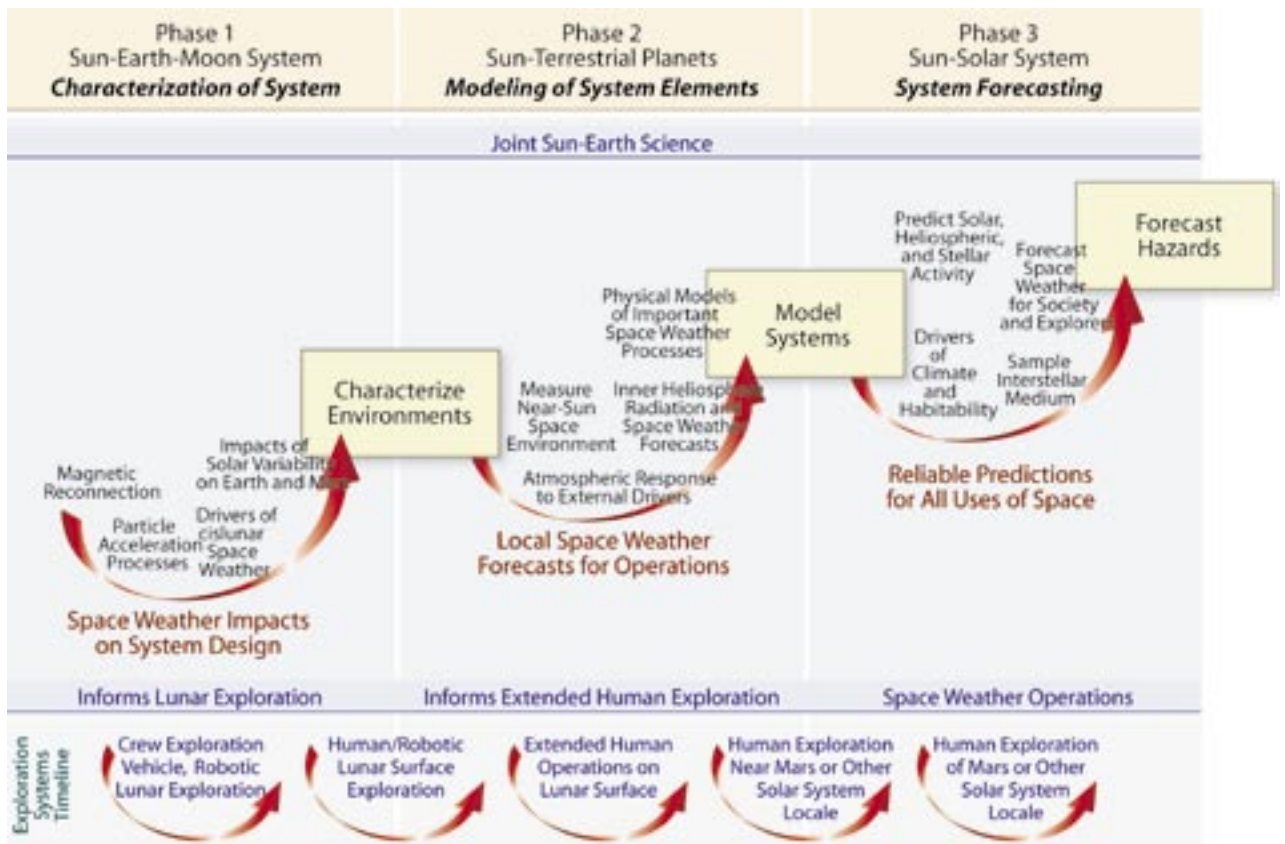 Phase 1
Sun-Earth-Moon System
Characterization of System
Phase 2
Sun-Terrestrial Planets
Modeling of System Elements
Phase 3
Sun-Solar System
System Forecasting
Joint Sun-Earth Science
Characterize
Environments
Magnetic
Reconnection
Impacts of
Solar Variability
on Earth and
Particle
Acceleration
Processes
Drivers of
cislunar
Space
Weather
Space Weather Impacts
on System Design
Model
Systems
Physical Models
of Important
Space Weather
Processes
Measure
Near-Sun
Space
Environment
Inner Heliosphere
Radiation and
Space Weather
Forecasts
Atmospheric Response
to External Drivers
Local Space Weather
Forecasts for Operations
Forecast
Hazards
Predict Solar,
Heliospheric,
and Stellar
Activity
Forecast
Space
Weather
for Society
and Explorer
Drivers
of
Climate
and
Habitability
Sample
Interstellar
Medium
Reliable Predictions
for All Uses of Space
Informs Lunar Exploration
Informs Extended Human Exploration
Space Weather Operations
Exploration
Systems
Timeline
Crew Exploration
Vehicle, Robotic
Lunar Exploration
Human/Robotic
Lunar Surface
Exploration
Extended Human
Operations on
Lunar Surface
Human Exploration
Near Mars or Other
Solar System
Locale
Human Exploration
of Mars or Other
Solar System
Locale